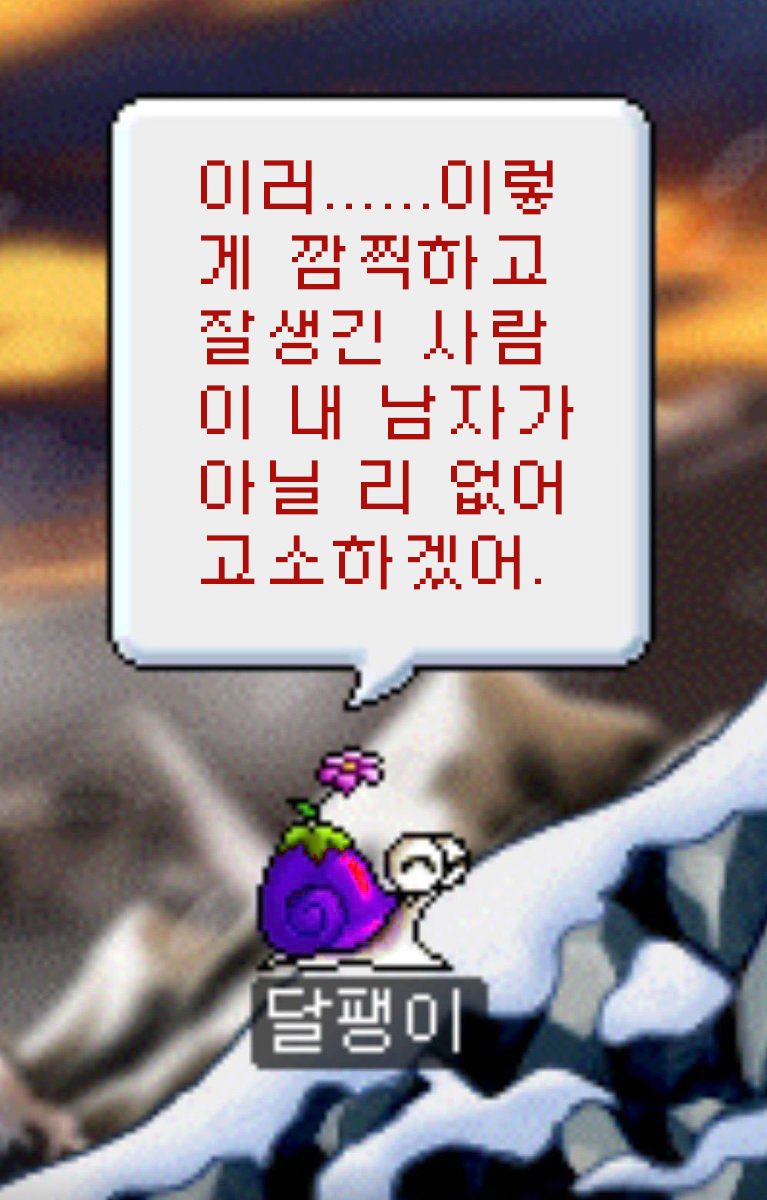 이러......이렇
게 깜찍하고
잘생긴 사람
이 내 남자가
아닐 리 없어
고소하겠어.
달팽이